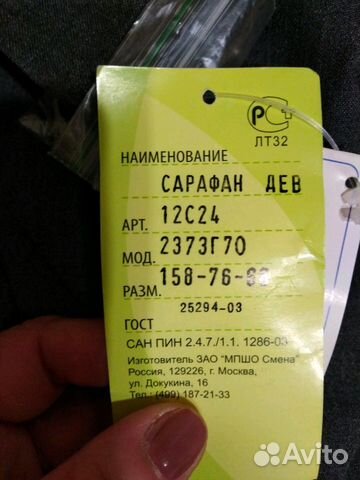 РС
ЛТ32
НАИМЕНОВАНИЕ
САРАФАН ДЕВ
АРТ. 12С24
МОД. 2373Г70
РАЗМ. 158-76-
ГОСТ 25294-03
САН ПИН 2.4.7./1.1. 1286-03
Изготовитель ЗАО "МПШО Смена"
Россия, 129226, г. Москва,
ул. Докукина, 16
Тел.: (499) 187-21-33
Avito